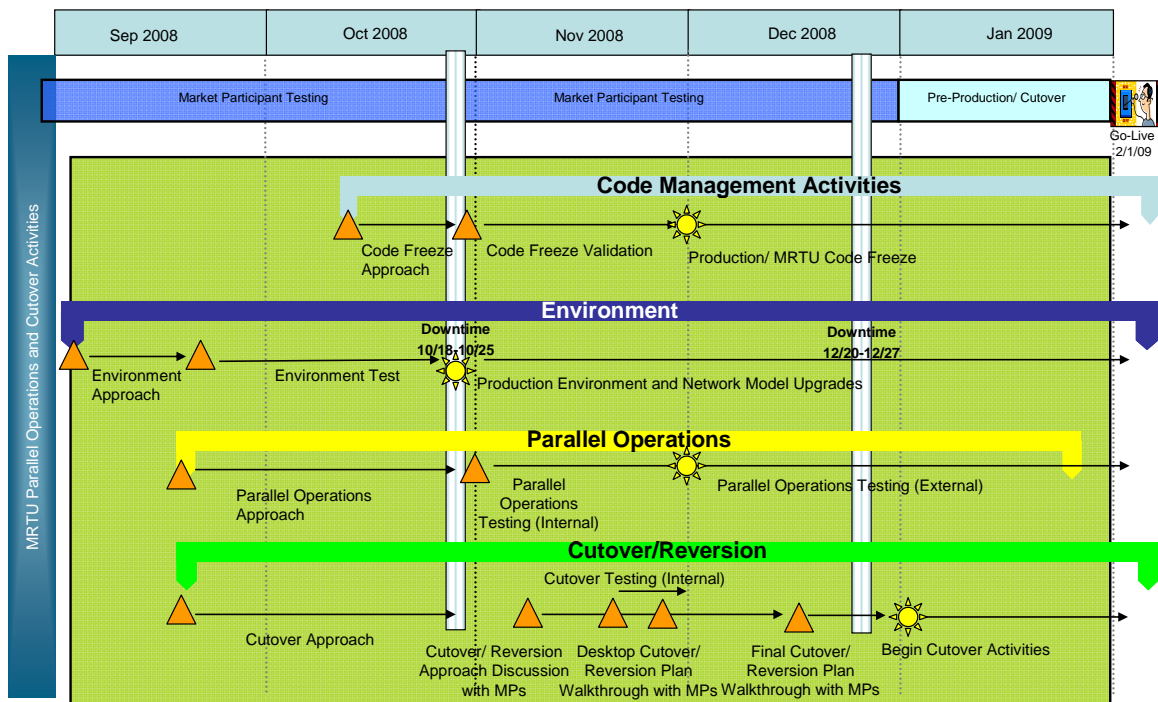 Sep 2008
Oct 2008
Nov 2008
Dec 2008
Jan 2009
MRTU Parallel Operations and Cutover Activities
Market Participant Testing
Market Participant Testing
Pre-Production/ Cutover
Go-Live
2/1/09
Code Management Activities
Code Freeze
Approach
Code Freeze Validation
Production/ MRTU Code Freeze
Environment
Downtime
10/18-10/25
Downtime
12/20-12/27
Environment
Approach
Environment Test
Production Environment and Network Model Upgrades
Parallel Operations
Parallel Operations
Approach
Parallel
Operations
Testing (Internal)
Parallel Operations Testing (External)
Cutover/Reversion
Cutover Testing (Internal)
Cutover Approach
Cutover/ Reversion
Approach Discussion
with MPs
Desktop Cutover/
Reversion Plan
Walkthrough with MPs
Final Cutover/
Reversion Plan
Walkthrough with MPs
Begin Cutover Activities